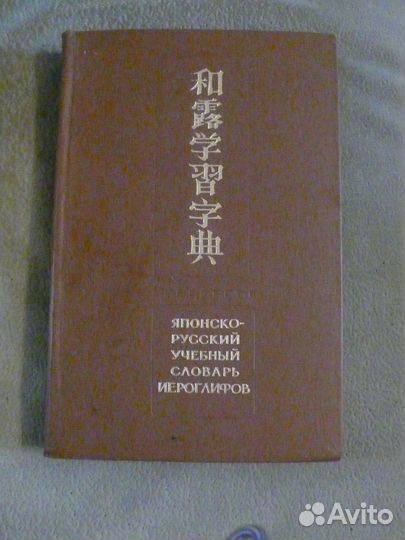 和露学習字典
ЯПОНСКО-
РУССКИЙ
УЧЕБНЫЙ
СЛОВАРЬ
ИЕРОГЛИФОВ
Avito